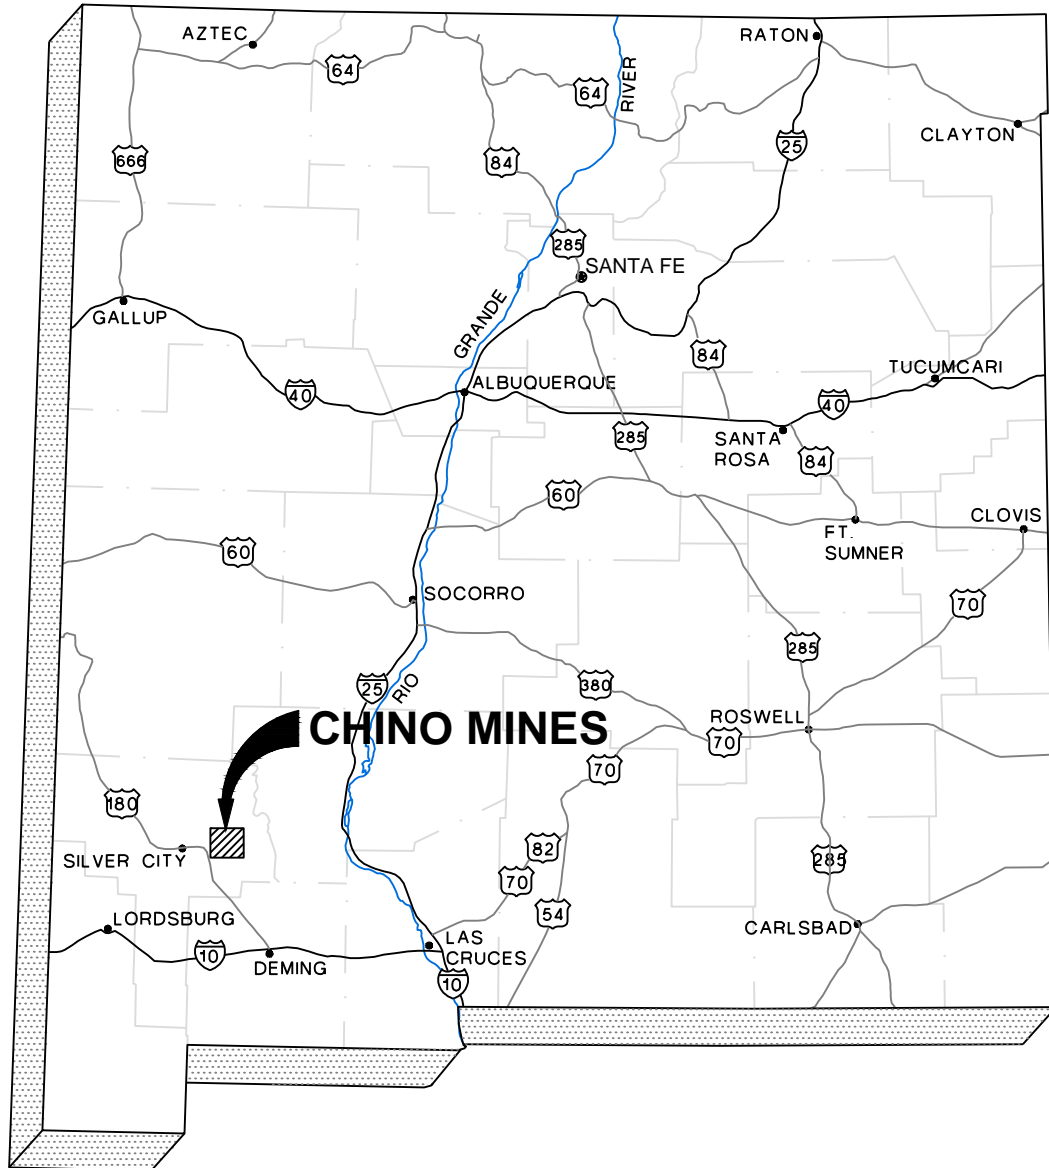 AZTEC
RATON
64
64
RIVER
CLAYTON
25
666
84
285
SANTA FE
GRANDE
GALLUP
84
TUCUMCARI
ALBUQUERQUE
40
40
285
SANTA
ROSA
84
60
CLOVIS
FT.
SUMNER
60
SOCORRO
70
285
380
25
RIO
ROSWELL
CHINO MINES
70
70
180
82
SILVER CITY
285
70
54
LORDSBURG
CARLSBAD
LAS
CRUCES
10
DEMING
10